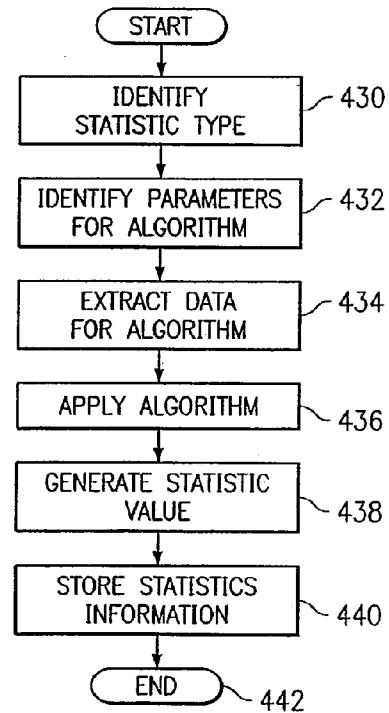 START
IDENTIFY
STATISTIC TYPE
430
IDENTIFY PARAMETERS
FOR ALGORITHM
432
EXTRACT DATA
FOR ALGORITHM
434
APPLY ALGORITHM
436
GENERATE STATISTIC
VALUE
438
STORE STATISTICS
INFORMATION
440
END
442